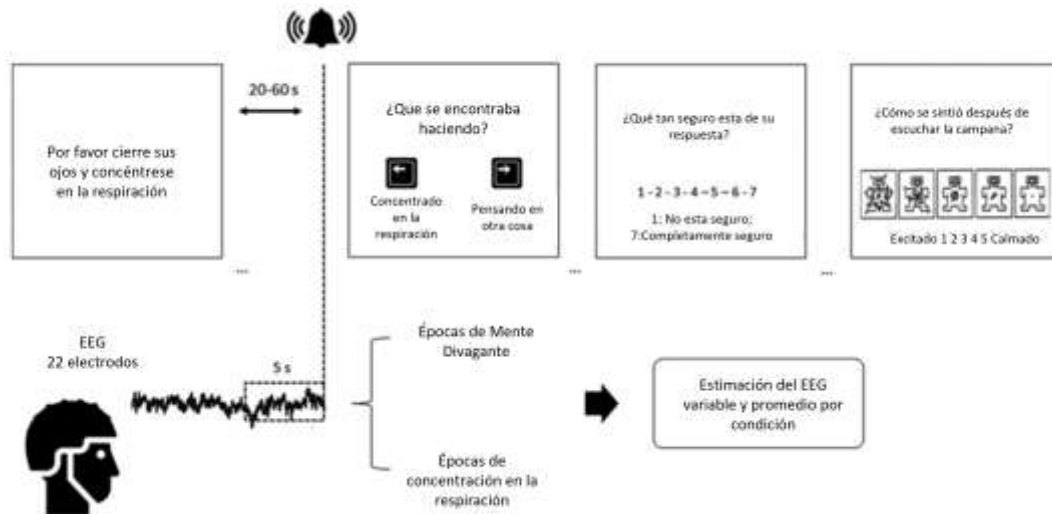 20-60 s
Por favor cierre sus
ojos y concéntrese
en la respiración
...
¿Que se encontraba
haciendo?
Concentrado
en la
respiración
Pensando en
otra cosa
...
¿Qué tan seguro esta de su
respuesta?
1 - 2 - 3 - 4 – 5 – 6 - 7
1: No esta seguro;
7:Completamente seguro
...
¿Cómo se sintió después de
escuchar la campana?
Excitado 1 2 3 4 5 Calmado
EEG
22 electrodos
5 s
Épocas de Mente
Divagante
Épocas de
concentración en la
respiración
Estimación del EEG
variable y promedio por
condición